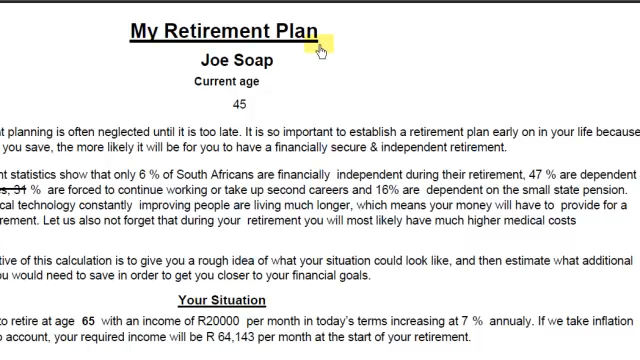 My Retirement Plan
Joe Soap
Current age
45
nt planning is often neglected until it is too late. It is so important to establish a retirement plan early on in your life because
you save, the more likely it will be for you to have a financially secure & independent retirement.
nt statistics show that only 6 % of South Africans are financially independent during their retirement, 47 % are dependent
s, 31 % are forced to continue working or take up second careers and 16% are dependent on the small state pension.
cal technology constantly improving people are living much longer, which means your money will have to provide for a
irement. Let us also not forget that during your retirement you will most likely have much higher medical costs
tive of this calculation is to give you a rough idea of what your situation could look like, and then estimate what additional
ou would need to save in order to get you closer to your financial goals.
Your Situation
to retire at age 65 with an income of R20000 per month in today's terms increasing at 7 % annualy. If we take inflation
o account, your required income will be R 64,143 per month at the start of your retirement.